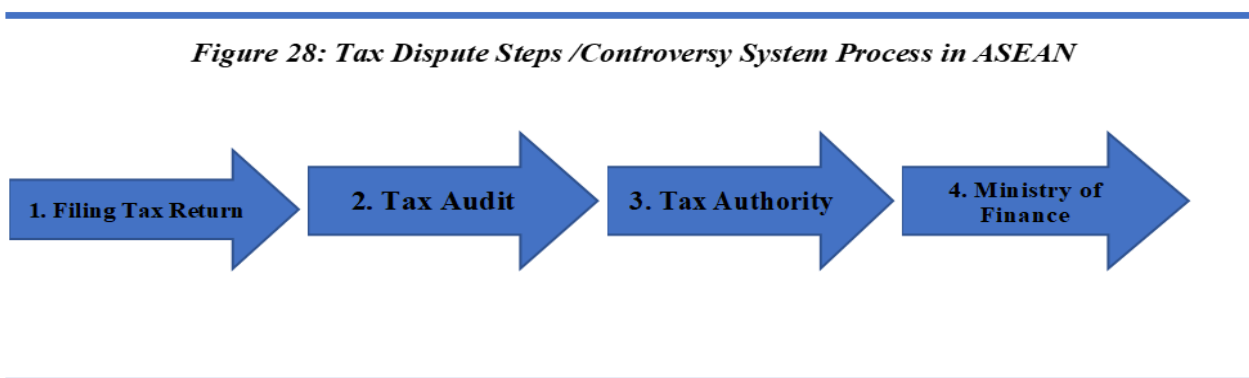 Figure 28: Tax Dispute Steps /Controversy System Process in ASEAN
1. Filing Tax Return
2. Tax Audit
3. Tax Authority
4. Ministry of
Finance